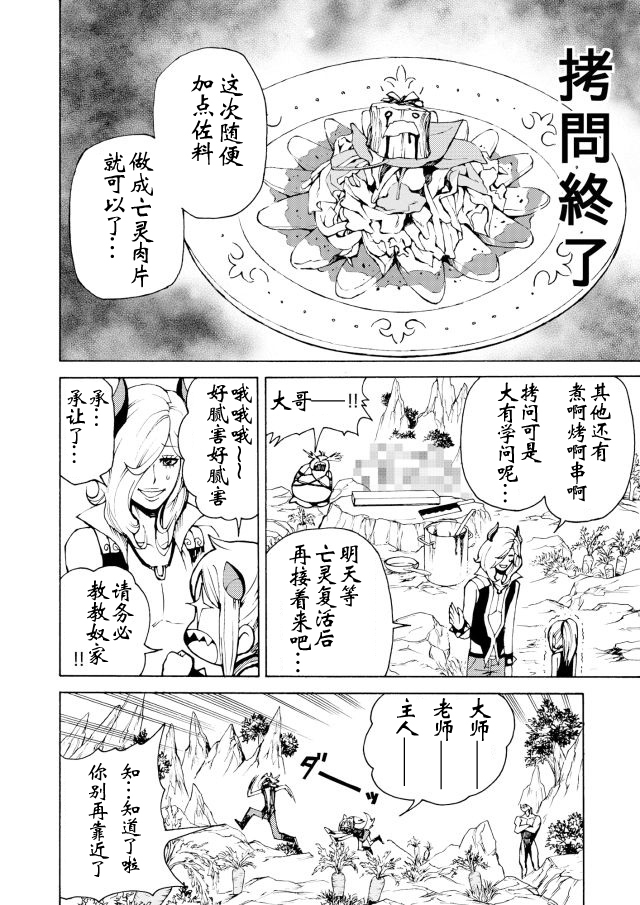 拷問終了
这次随便
加点佐料
做成亡灵肉片
就可以了…
其他还有
煮啊烤啊串啊
拷问可是
大有学问呢…
大哥——!!
明天等
亡灵复活后
再接着来吧…
哦哦哦~~
好腻害好腻害
承…
承让了…
请务必
教教奴家
!!
大师——
老师——
主人——
ダーッ
知…知道了啦
你别再靠近了